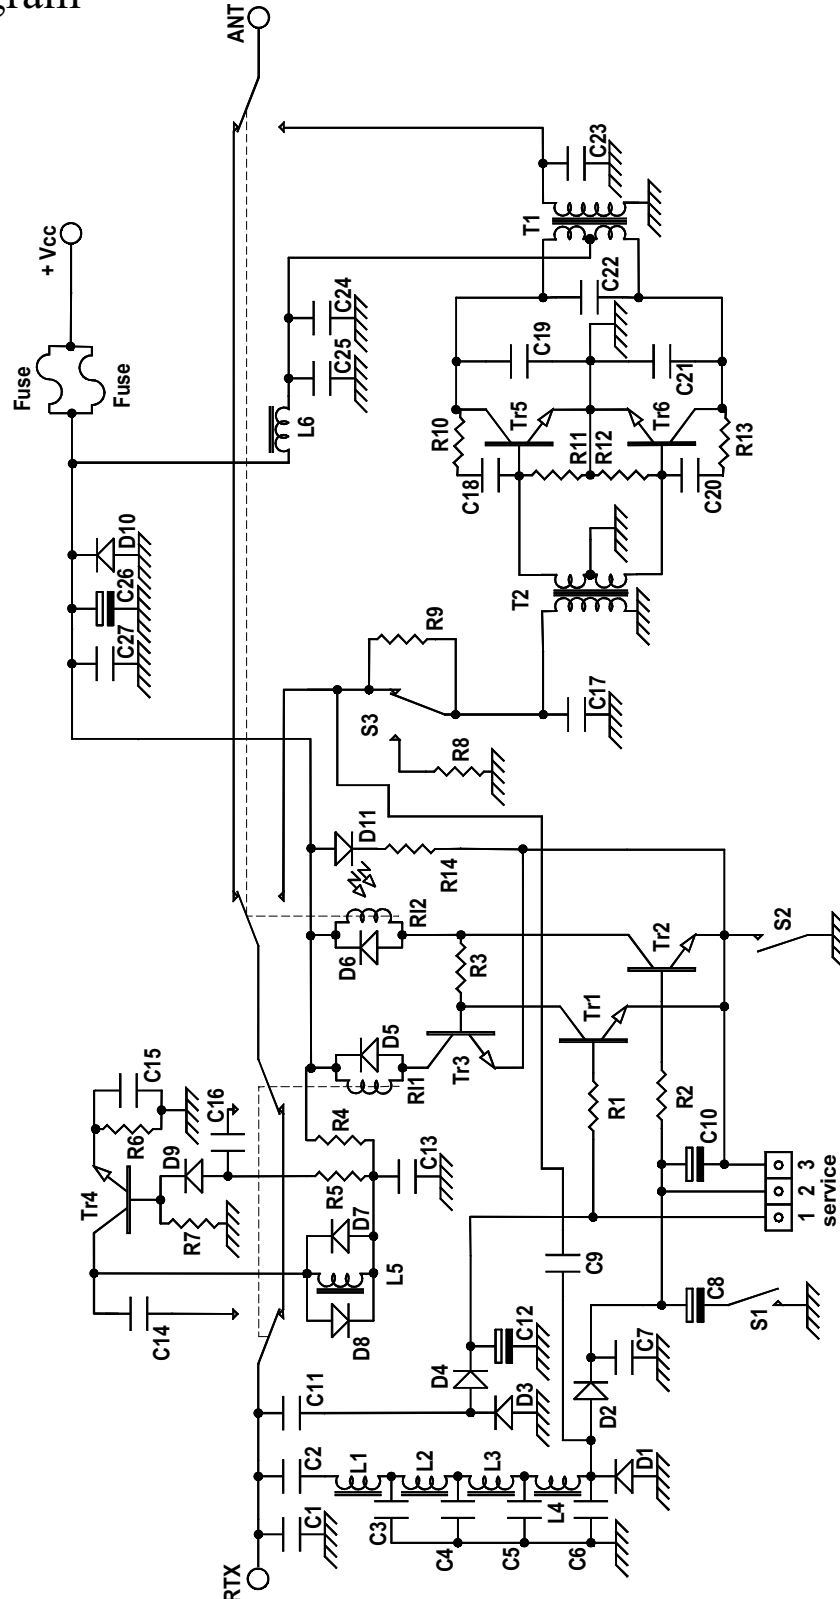 gram
ANT
+ Vcc
Fuse
Fuse
C23
T1
C24
C25
L6
C22
C19
C21
R10
Tr5
R11
R12
Tr6
R13
C18
C20
D10
C26
C27
T2
R9
S3
C17
R8
D11
R14
Rl2
D6
R3
Tr2
S2
Tr1
Tr3
D5
Rl1
C15
R6
C16
D9
Tr4
R7
R4
R5
C13
D7
L5
D8
C14
R1
R2
C10
1
2
3
service
C9
C8
S1
C12
D4
D3
C7
D2
C11
C2
L1
L2
L3
L4
D1
C1
C3
C4
C5
C6
RTX